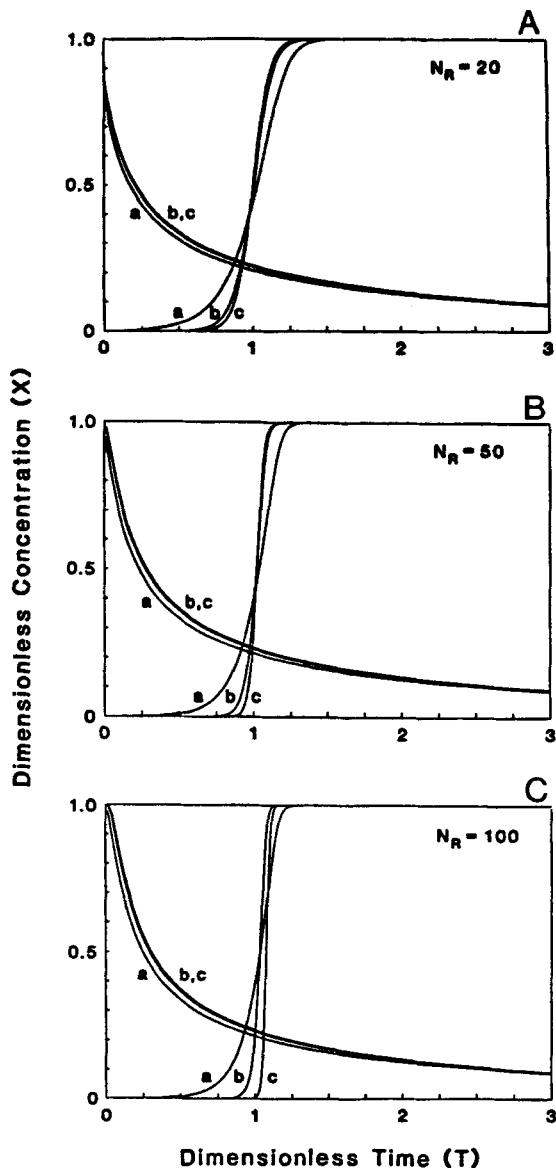 A
1.0
N_R = 20
0.5
a
b,c
a
b
c
0
0
1
2
3
B
1.0
N_R = 50
0.5
a
b,c
a
b
c
0
0
1
2
3
C
1.0
N_R = 100
0.5
a
b,c
a
b
c
0
0
1
2
3
Dimensionless Concentration (X)
Dimensionless Time (T)